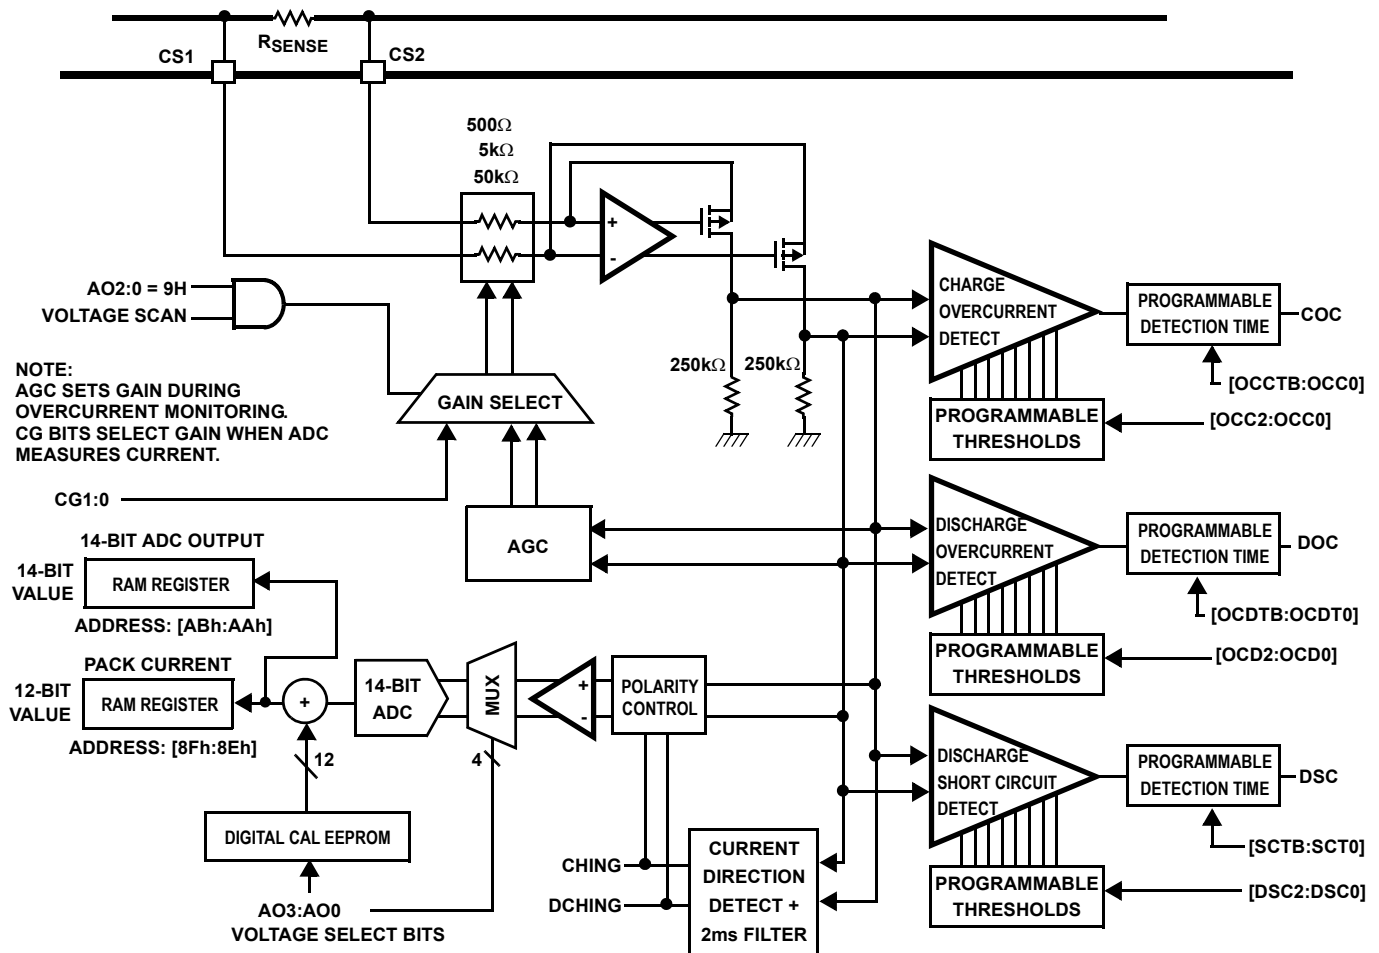 RSENSE
CS1
CS2
500Ω
5kΩ
50kΩ
+
-
AO2:0 = 9H
VOLTAGE SCAN
NOTE:
AGC SETS GAIN DURING
OVERCURRENT MONITORING.
CG BITS SELECT GAIN WHEN ADC
MEASURES CURRENT.
GAIN SELECT
CG1:0
AGC
250kΩ
250kΩ
CHARGE
OVERCURRENT
DETECT
PROGRAMMABLE
DETECTION TIME
COC
[OCCTB:OCC0]
PROGRAMMABLE
THRESHOLDS
[OCC2:OCC0]
DISCHARGE
OVERCURRENT
DETECT
PROGRAMMABLE
DETECTION TIME
DOC
[OCDTB:OCDT0]
PROGRAMMABLE
THRESHOLDS
[OCD2:OCD0]
14-BIT ADC OUTPUT
14-BIT
VALUE
RAM REGISTER
ADDRESS: [ABh:AAh]
PACK CURRENT
12-BIT
VALUE
RAM REGISTER
ADDRESS: [8Fh:8Eh]
+
14-BIT
ADC
MUX
+
-
POLARITY
CONTROL
12
4
DIGITAL CAL EEPROM
AO3:AO0
VOLTAGE SELECT BITS
CHING
DCHING
CURRENT
DIRECTION
DETECT +
2ms FILTER
DISCHARGE
SHORT CIRCUIT
DETECT
PROGRAMMABLE
DETECTION TIME
DSC
[SCTB:SCT0]
PROGRAMMABLE
THRESHOLDS
[DSC2:DSC0]